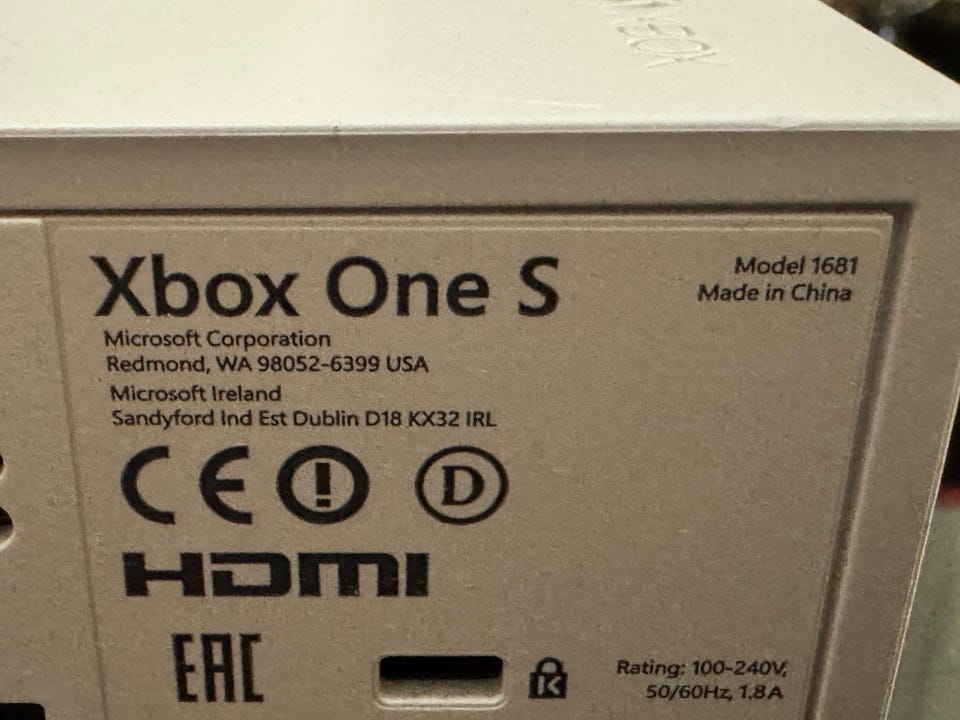 XBOX
Xbox One S
Model 1681
Made in China
Microsoft Corporation
Redmond, WA 98052-6399 USA
Microsoft Ireland
Sandyford Ind Est Dublin D18 KX32 IRL
CE
D
HDMI
EAC
K
Rating: 100-240V,
50/60Hz, 1.8A